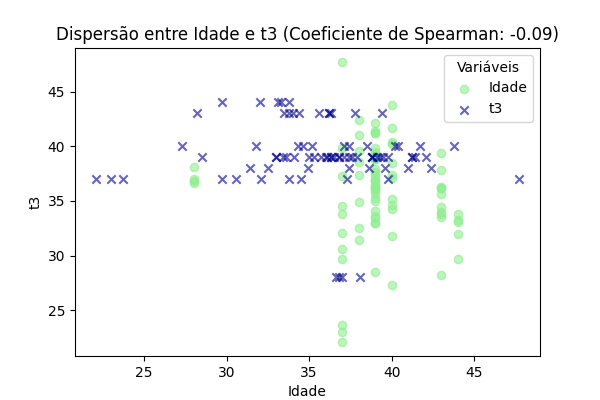 Dispersão entre Idade e t3 (Coeficiente de Spearman: -0.09)
Variáveis
Idade
t3
45
40
35
30
25
t3
25
30
35
40
45
Idade